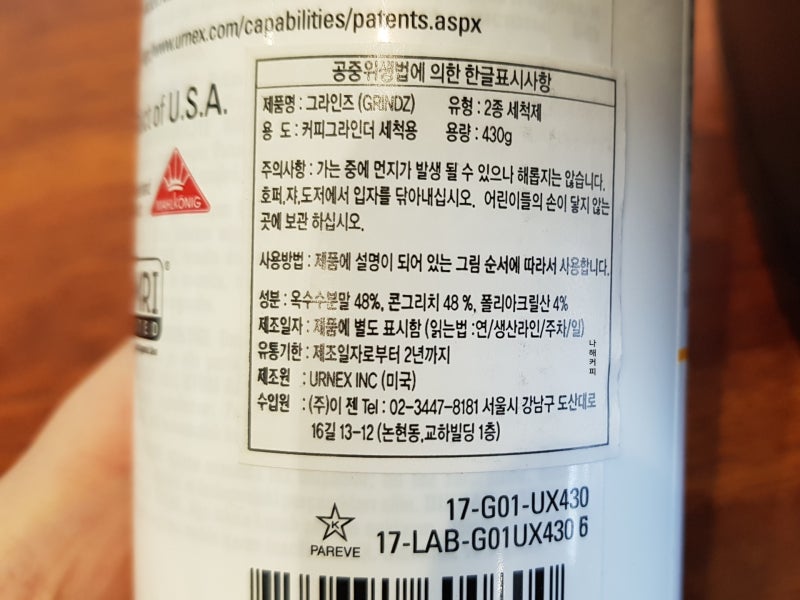 www.urnex.com/capabilities/patents.aspx
of U.S.A.
MAHLKÖNIG
공중위생법에 의한 한글표시사항
제품명 : 그라인즈 (GRINDZ) 유형 : 2종 세척제
용 도 : 커피그라인더 세척용 용량 : 430g
주의사항 : 가는 중에 먼지가 발생 될 수 있으나 해롭지는 않습니다.
호퍼,쟈,도저에서 입자를 닦아내십시오. 어린이들의 손이 닿지 않는
곳에 보관 하십시오.
사용방법 : 제품에 설명이 되어 있는 그림 순서에 따라서 사용합니다.
성분 : 옥수수분말 48%, 콘그리치 48 %, 폴리아크릴산 4%
제조일자 : 제품에 별도 표시함 (읽는법 :연/생산라인/주차/일)
유통기한 : 제조일자로부터 2년까지
제조원 : URNEX INC (미국)
수입원 : (주)이 젠 Tel : 02-3447-8181 서울시 강남구 도산대로
16길 13-12 (논현동,교하빌딩 1층)
나해커피
17-G01-UX430
17-LAB-G01UX430 6
K
PAREVE